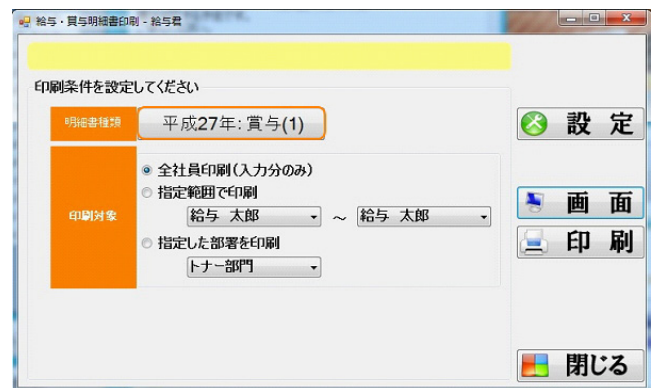 給与・賞与明細書印刷 - 給与君
印刷条件を設定してください
明細書種類
平成27年:賞与(1)
設 定
印刷対象
全社員印刷(入力分のみ)
指定範囲で印刷
給与 太郎 ～ 給与 太郎
指定した部署を印刷
トナー部門
画 面
印 刷
閉じる